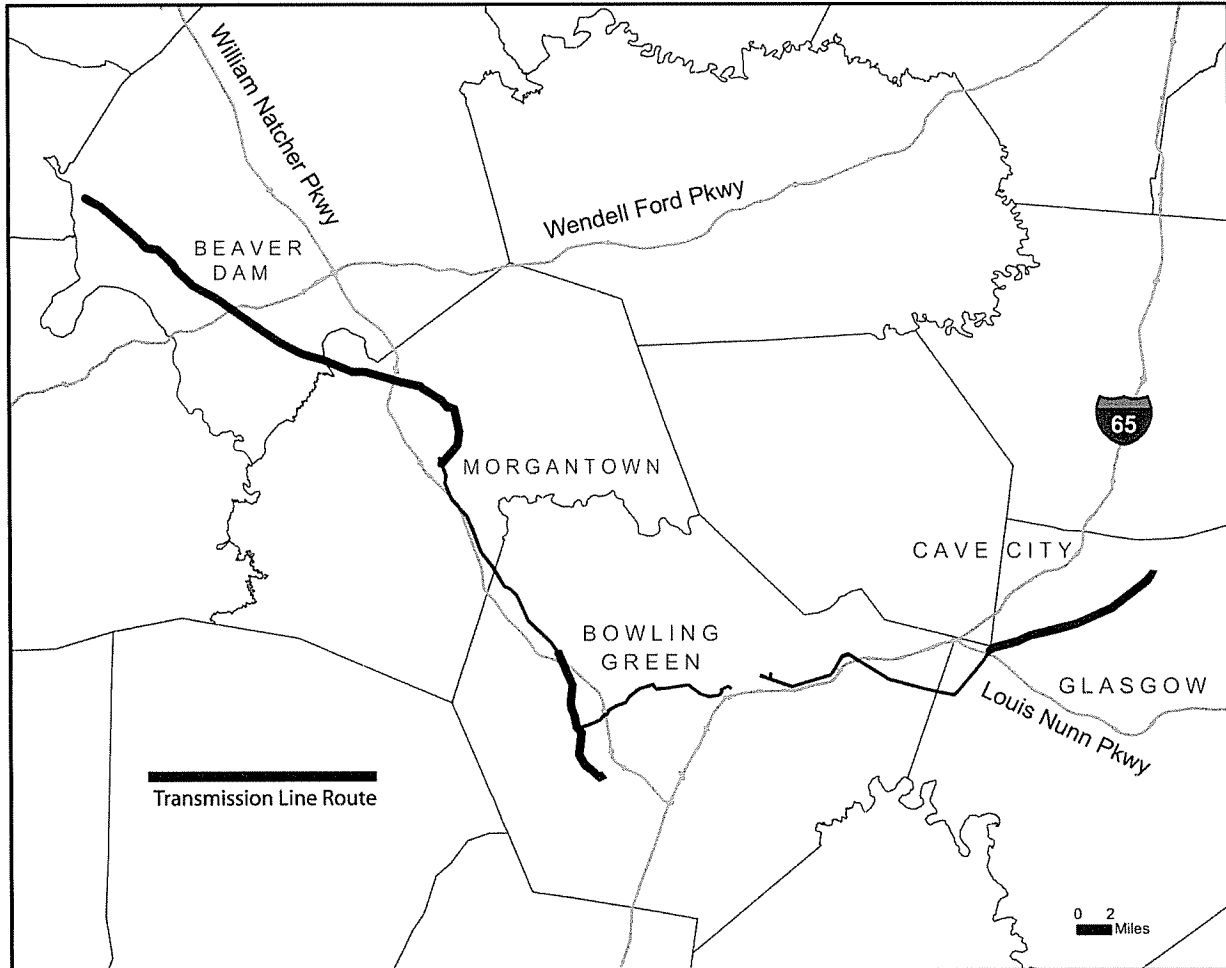 William Natcher Pkwy
Wendell Ford Pkwy
BEAVER
DAM
65
MORGANTOWN
CAVE CITY
BOWLING
GREEN
GLASGOW
Louis Nunn Pkwy
Transmission Line Route
0 2
Miles